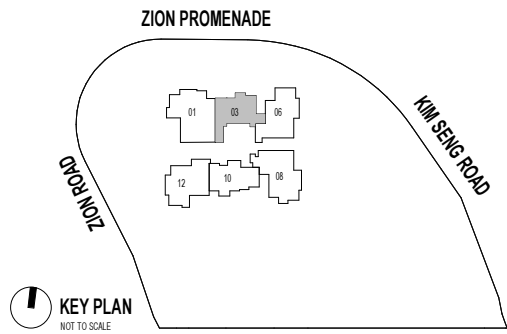 ZION PROMENADE
01
03
06
KIM SENG ROAD
12
10
08
ZION ROAD
KEY PLAN
NOT TO SCALE